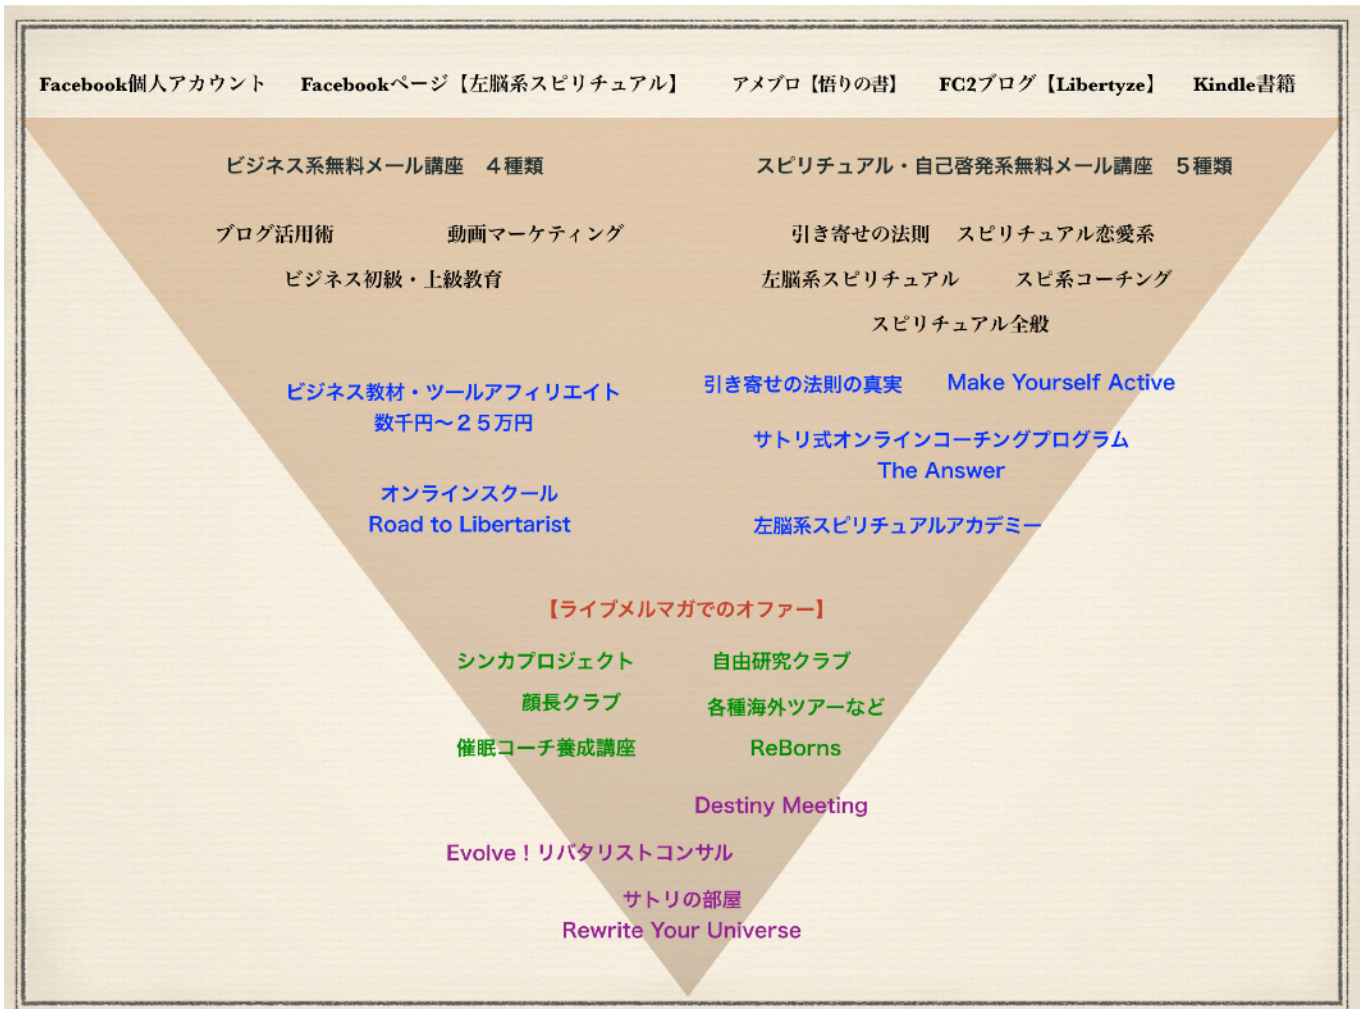 Facebook個人アカウント Facebookページ【左脳系スピリチュアル】 アメブロ【悟りの書】 FC2ブログ【Libertyze】 Kindle書籍
ビジネス系無料メール講座 ４種類 スピリチュアル・自己啓発系無料メール講座 ５種類
ブログ活用術 動画マーケティング 引き寄せの法則 スピリチュアル恋愛系
ビジネス初級・上級教育 左脳系スピリチュアル スピ系コーチング
スピリチュアル全般
引き寄せの法則の真実 Make Yourself Active
ビジネス教材・ツールアフィリエイト
数千円〜２５万円
サトリ式オンラインコーチングプログラム
The Answer
オンラインスクール
Road to Libertarist
左脳系スピリチュアルアカデミー
【ライブメルマガでのオファー】
シンカプロジェクト 自由研究クラブ
顔長クラブ 各種海外ツアーなど
催眠コーチ養成講座 ReBorns
Destiny Meeting
Evolve！リバタリストコンサル
サトリの部屋
Rewrite Your Universe